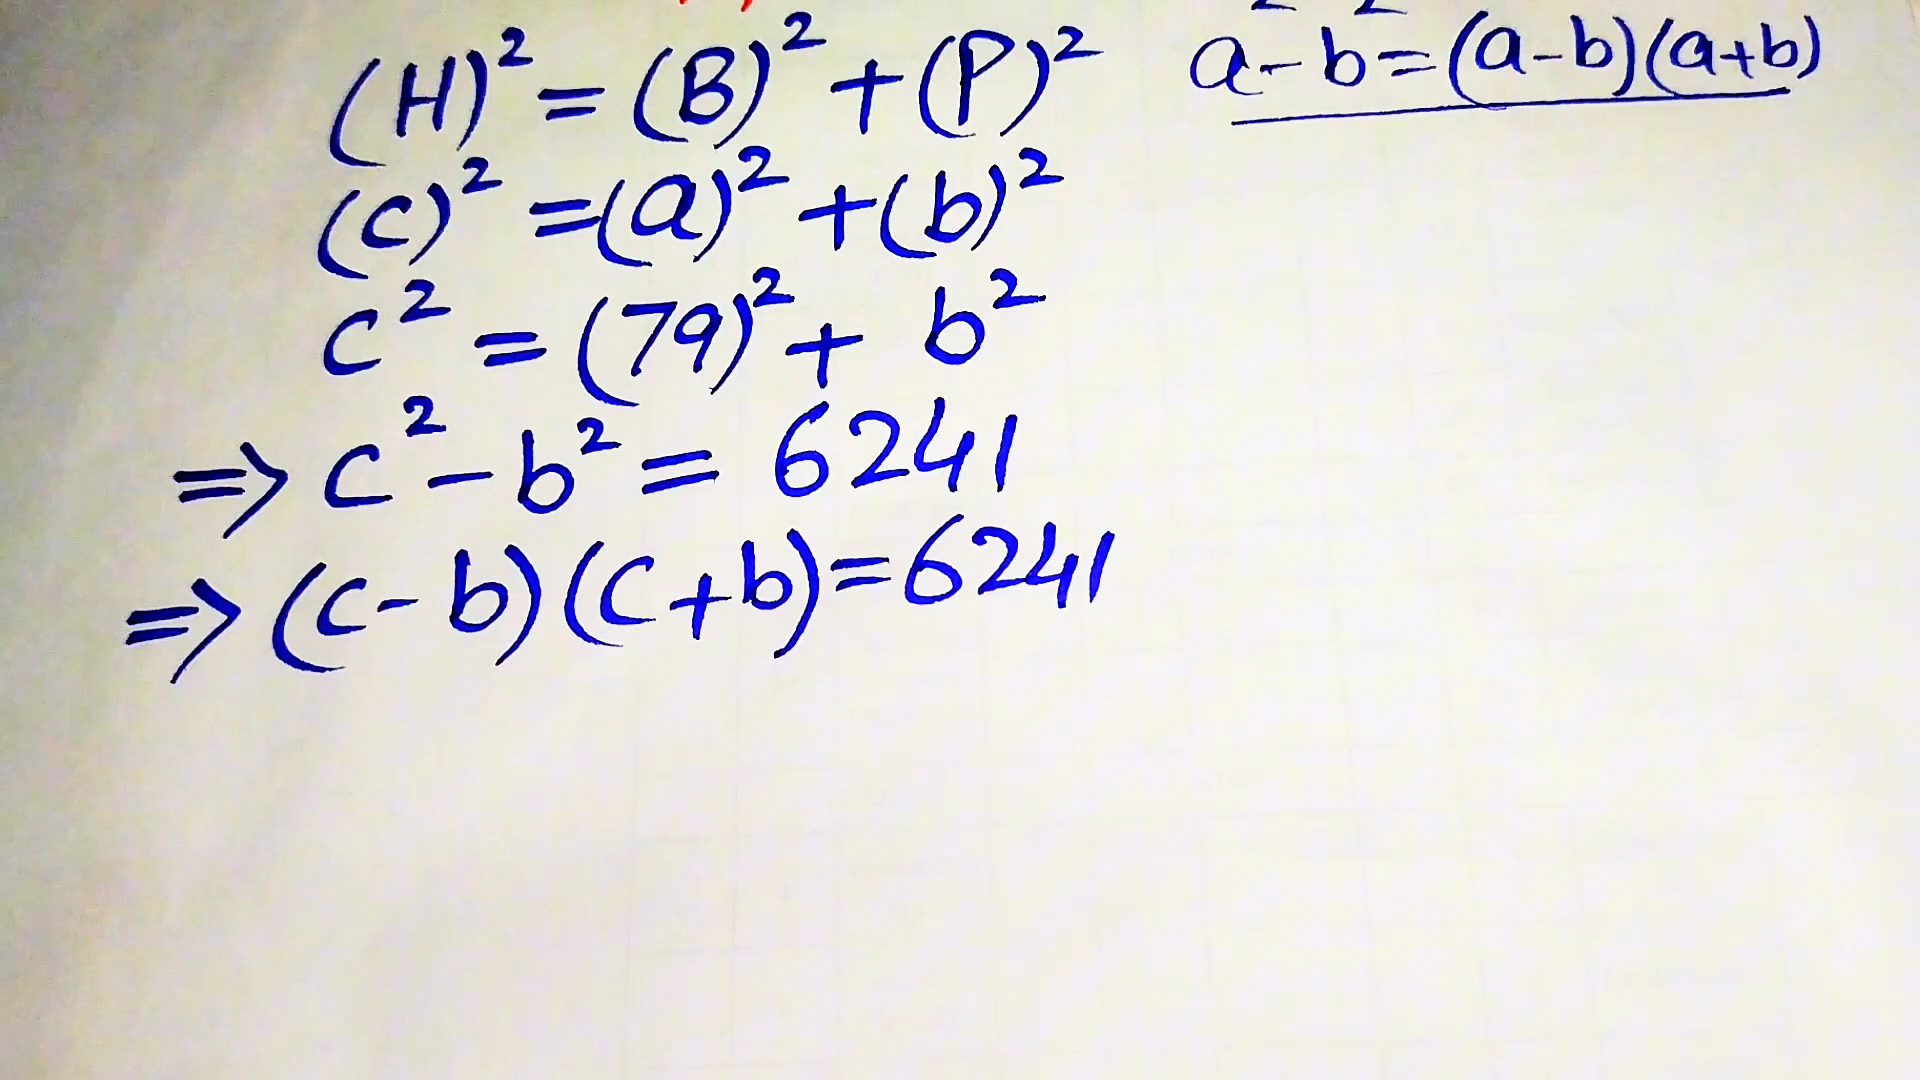 (H)² = (B)² + (P)²
a² - b² = (a-b)(a+b)
(c)² = (a)² + (b)²
c² = (79)² + b²
⇒ c² - b² = 6241
⇒ (c-b)(c+b) = 6241